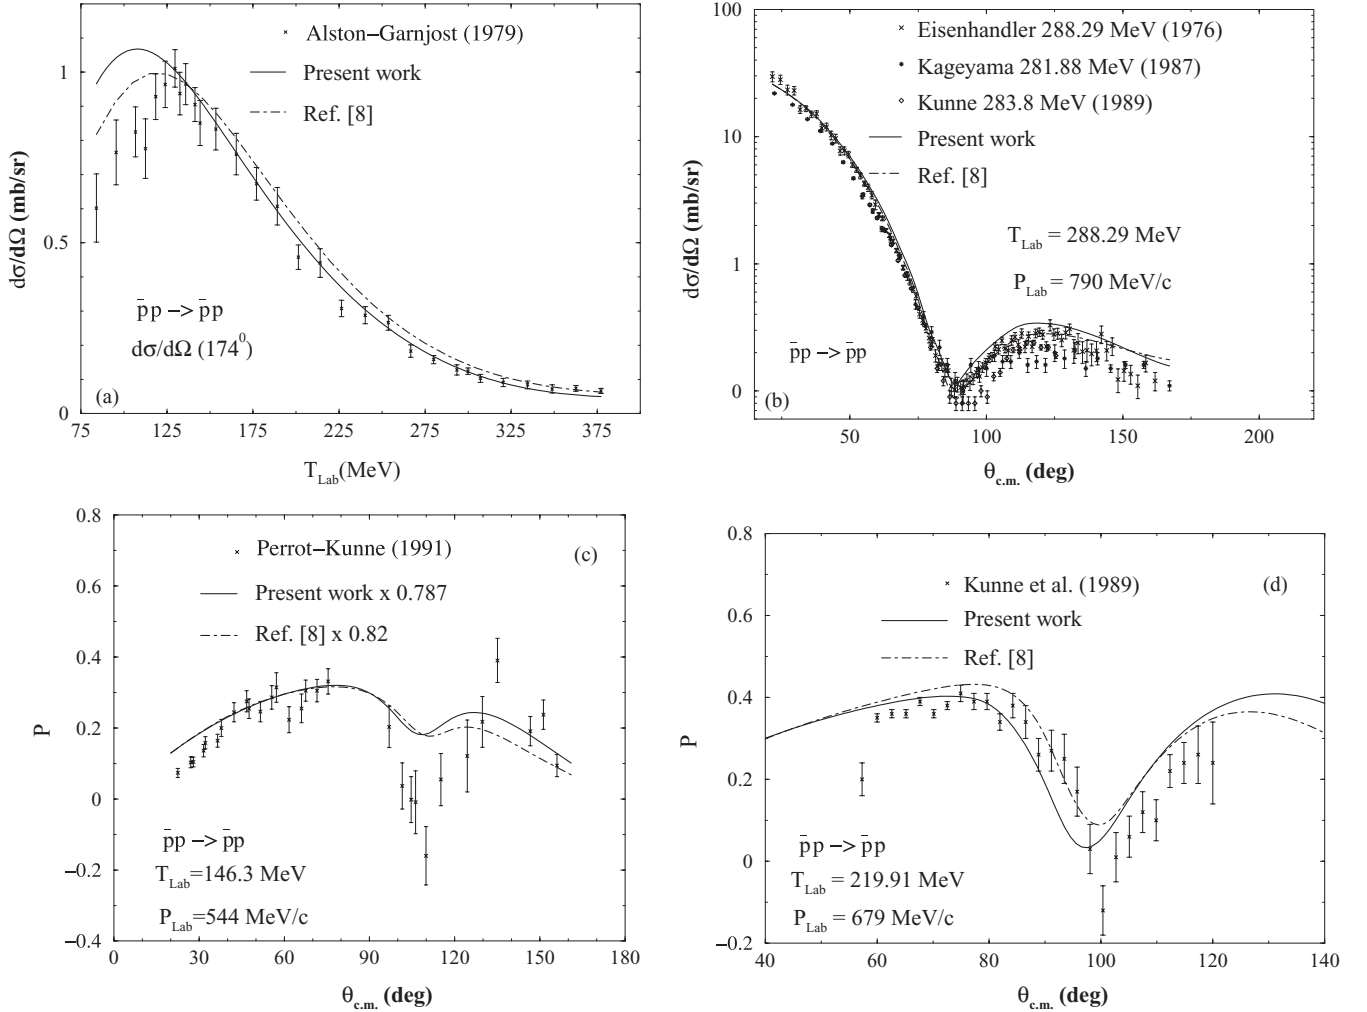 Alston−Garnjost (1979)
Present work
Ref. [8]
1
0.5
0
dσ/dΩ (mb/sr)
p̄p −> p̄p
dσ/dΩ (174⁰)
(a)
75 125 175 225 275 325 375
T_Lab(MeV)
Eisenhandler 288.29 MeV (1976)
Kageyama 281.88 MeV (1987)
Kunne 283.8 MeV (1989)
Present work
Ref. [8]
100
10
1
0
dσ/dΩ (mb/sr)
T_Lab = 288.29 MeV
P_Lab = 790 MeV/c
p̄p −> p̄p
(b)
50 100 150 200
θ_c.m. (deg)
Perrot−Kunne (1991)
(c)
Present work x 0.787
Ref. [8] x 0.82
0.8
0.6
0.4
0.2
0
−0.2
−0.4
P
p̄p −> p̄p
T_Lab=146.3 MeV
P_Lab=544 MeV/c
0 30 60 90 120 150 180
θ_c.m. (deg)
Kunne et al. (1989)
(d)
Present work
Ref. [8]
0.8
0.6
0.4
0.2
0
−0.2
P
p̄p −> p̄p
T_Lab = 219.91 MeV
P_Lab = 679 MeV/c
40 60 80 100 120 140
θ_c.m. (deg)